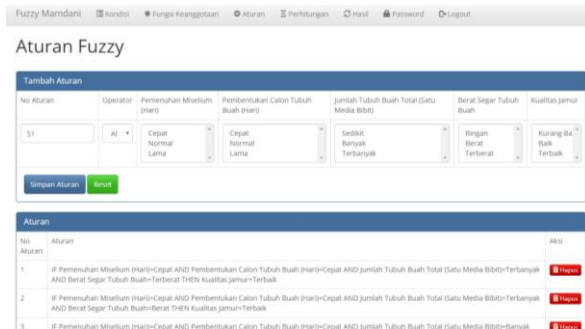 Fuzzy Mamdani Kondisi Fungsi Keanggotaan Aturan Perhitungan Hasil Password Logout
Aturan Fuzzy
Tambah Aturan
No Aturan Operator Pemenuhan Miselium (Hari) Pembentukan Calon Tubuh Buah (Hari) Jumlah Tubuh Buah Total (Satu Media Bibit) Berat Segar Tubuh Buah Kualitas Jamur
51 Al Cepat Cepat Sedikit Ringan Kurang Ba
Normal Normal Banyak Berat Baik
Lama Lama Terbanyak Terberat Terbaik
Simpan Aturan Reset
Aturan
No Aturan Aturan Aksi
1 IF Pemenuhan Miselium (Hari)=Cepat AND Pembentukan Calon Tubuh Buah (Hari)=Cepat AND Jumlah Tubuh Buah Total (Satu Media Bibit)=Terbanyak Hapus
AND Berat Segar Tubuh Buah=Terberat THEN Kualitas Jamur=Terbaik
2 IF Pemenuhan Miselium (Hari)=Cepat AND Pembentukan Calon Tubuh Buah (Hari)=Cepat AND Jumlah Tubuh Buah Total (Satu Media Bibit)=Terbanyak Hapus
AND Berat Segar Tubuh Buah=Berat THEN Kualitas Jamur=Terbaik
3 IF Pemenuhan Miselium (Hari)=Cepat AND Pembentukan Calon Tubuh Buah (Hari)=Cepat AND Jumlah Tubuh Buah Total (Satu Media Bibit)=Banyak Hapus